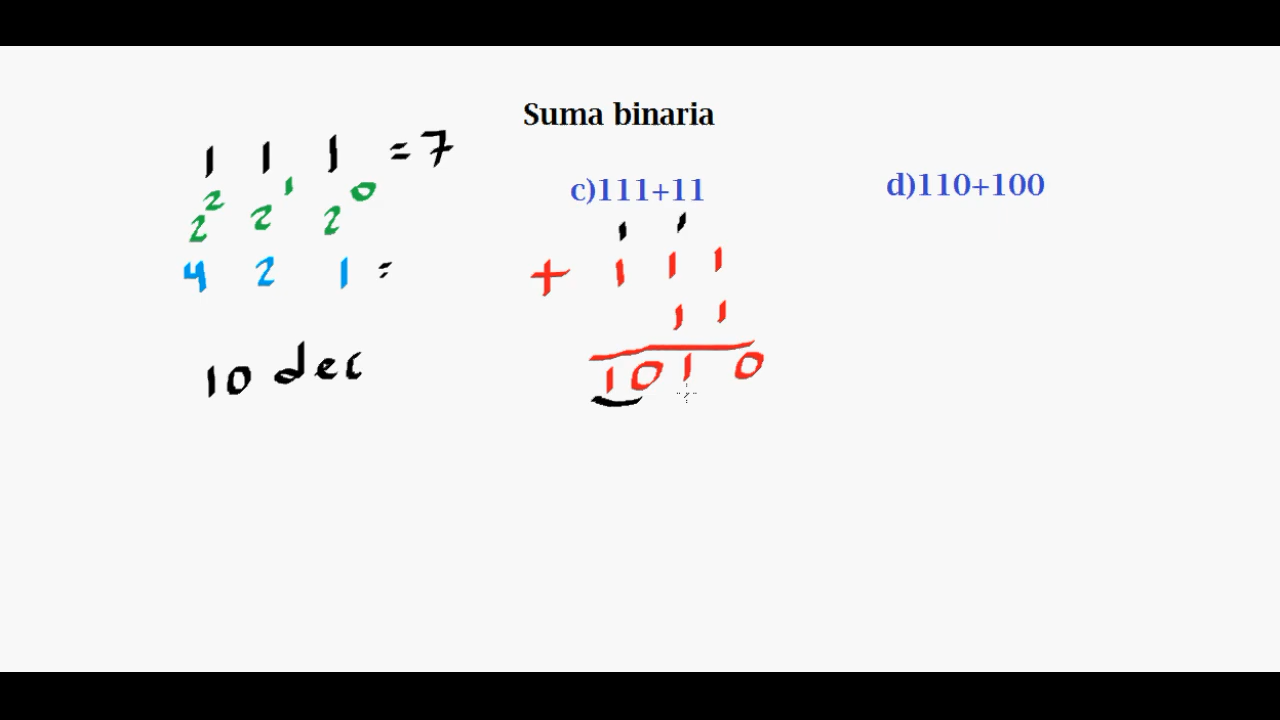 Suma binaria
1 1 1 = 7
2² 2¹ 2⁰
4 2 1 =
10 dec
c)111+11
1 1
+ 1 1 1
1 1
1 0 1 0
d)110+100